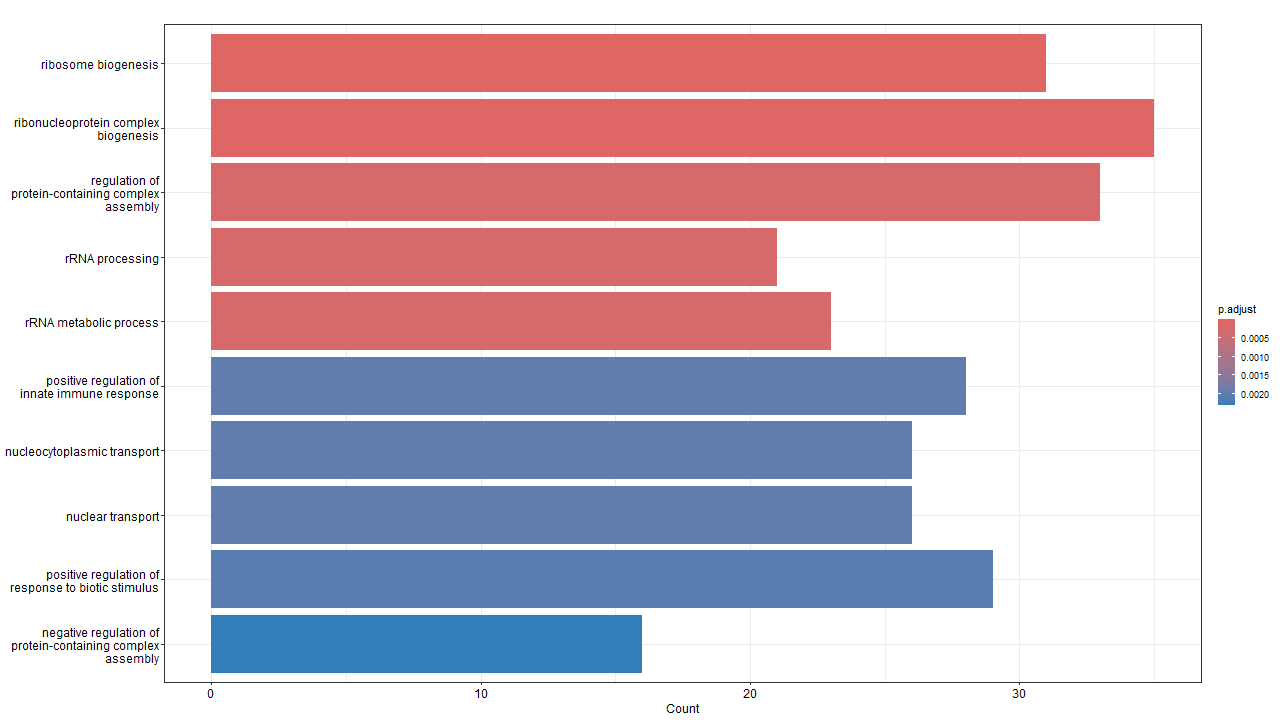 ribosome biogenesis
ribonucleoprotein complex
biogenesis
regulation of
protein-containing complex
assembly
rRNA processing
rRNA metabolic process
positive regulation of
innate immune response
nucleocytoplasmic transport
nuclear transport
positive regulation of
response to biotic stimulus
negative regulation of
protein-containing complex
assembly
0
10
20
30
Count
p.adjust
0.0005
0.0010
0.0015
0.0020